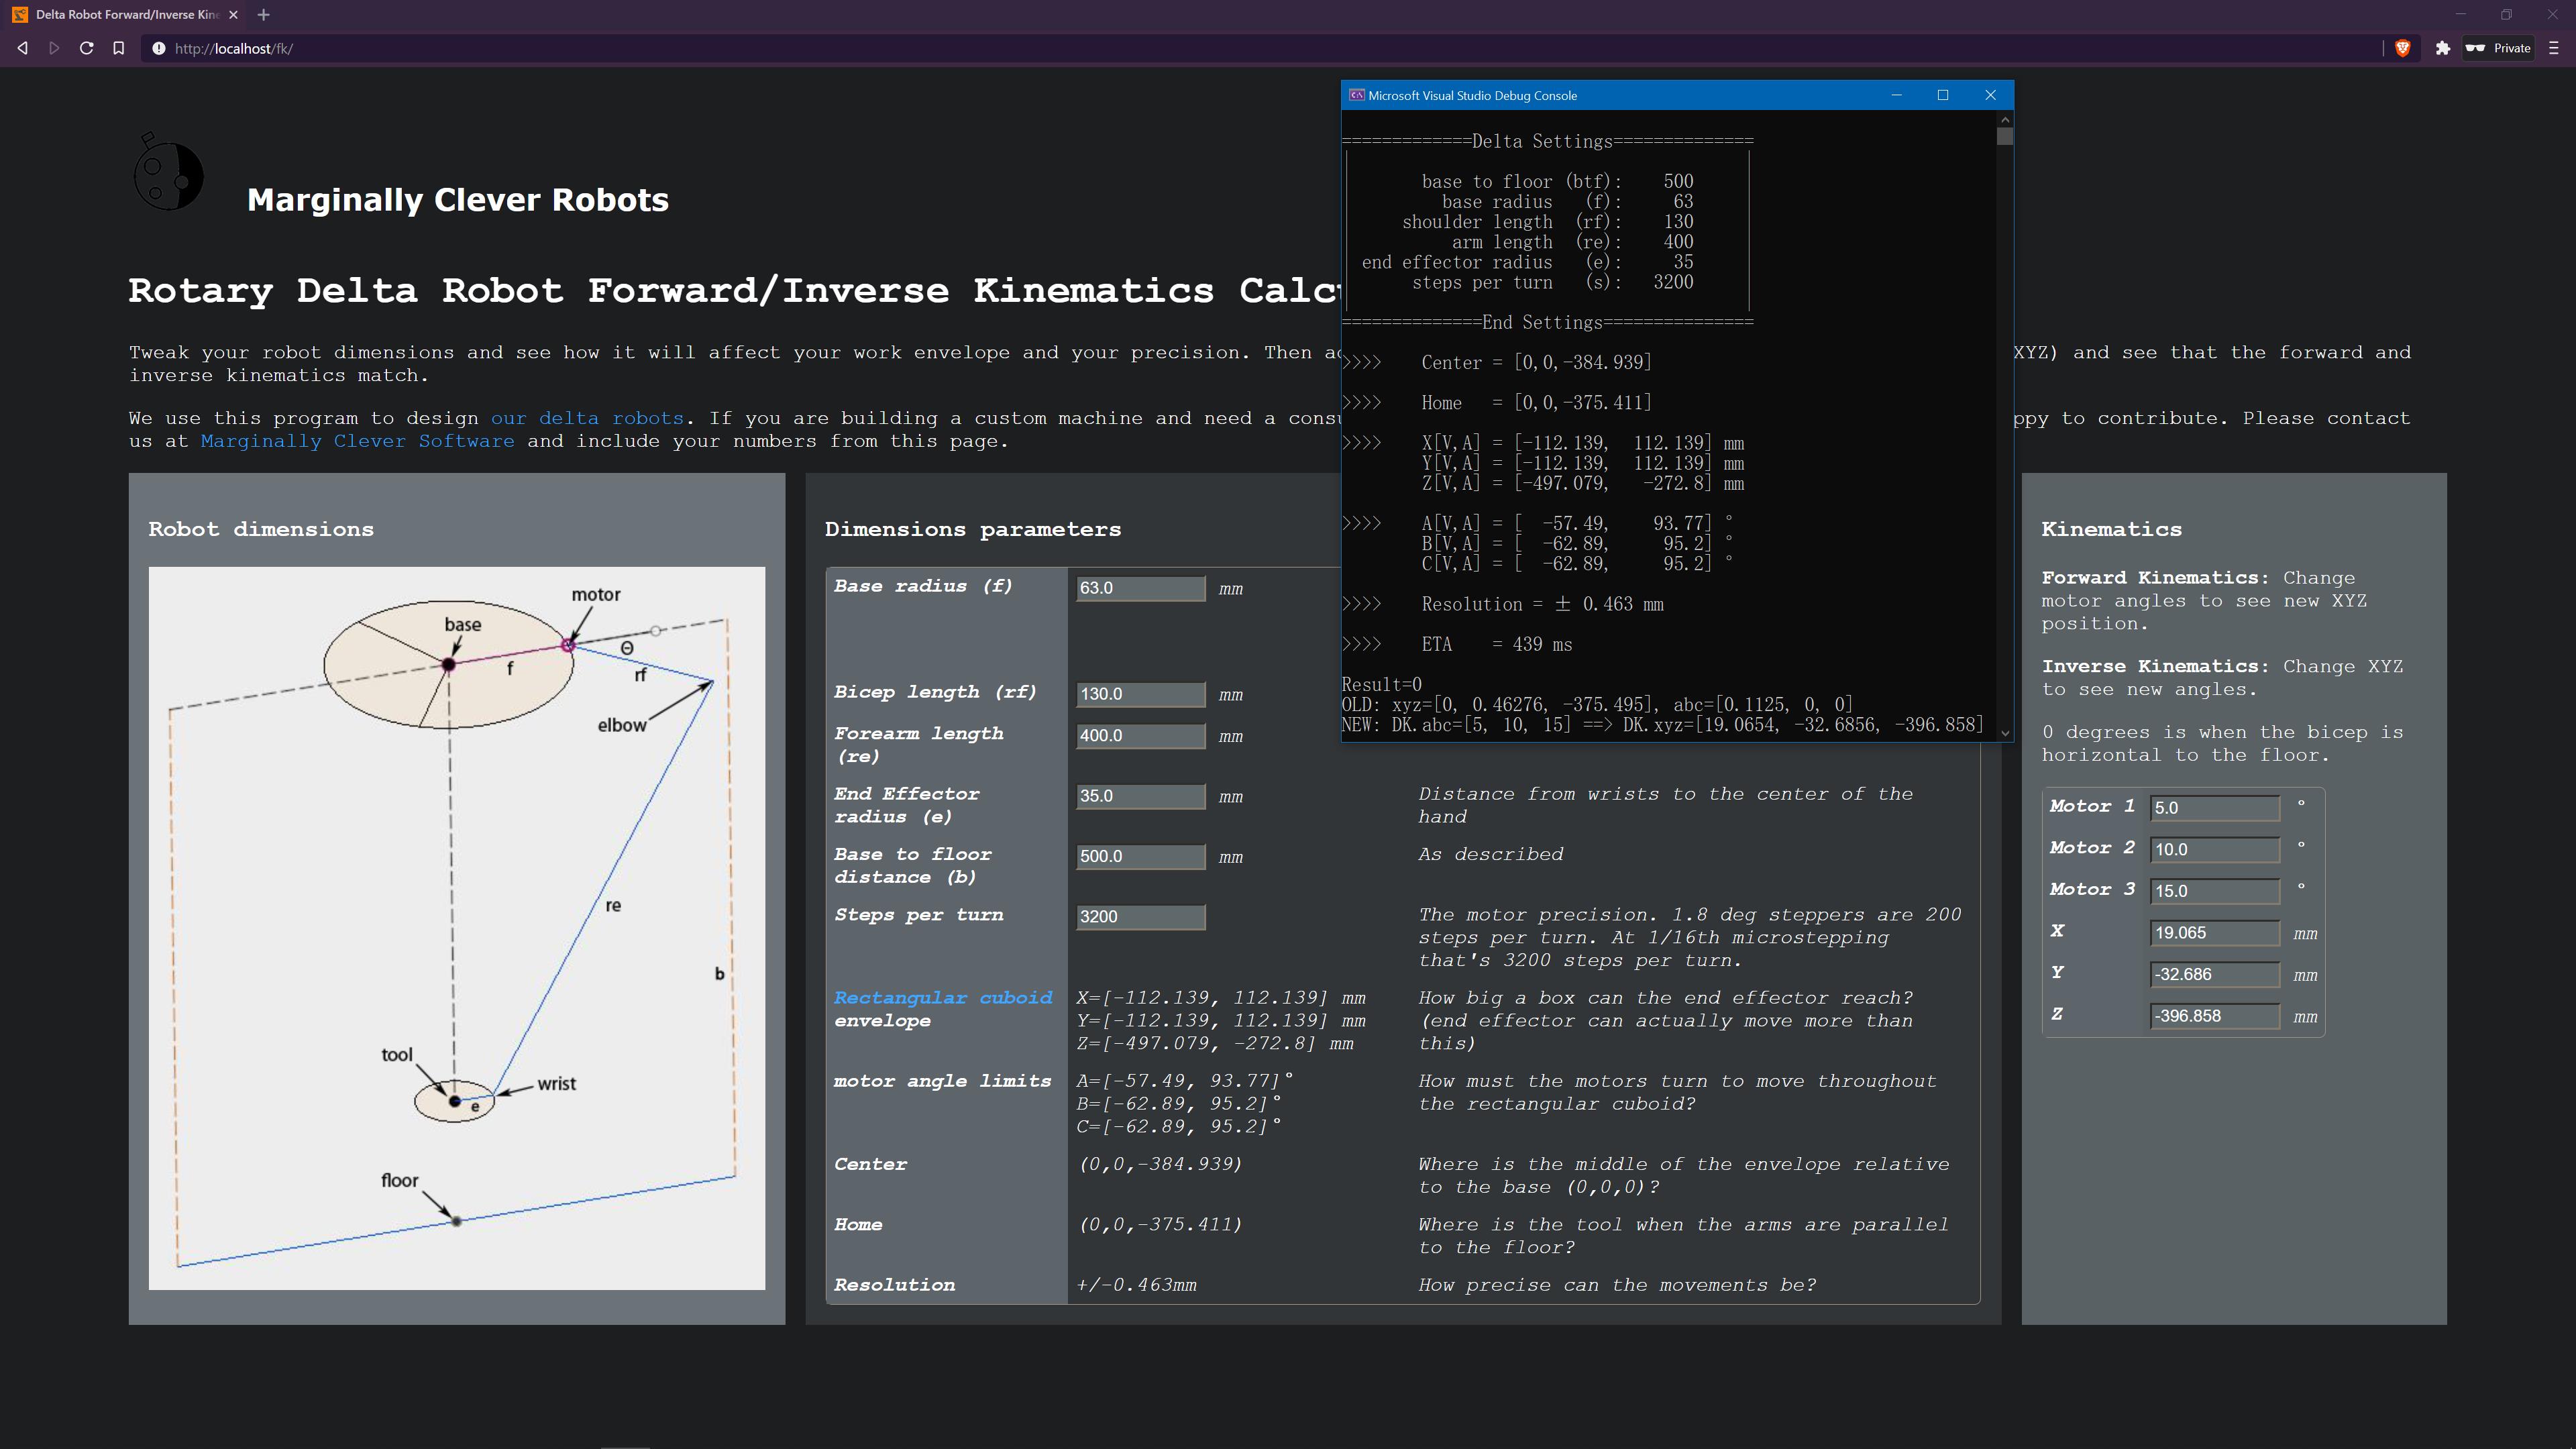 Delta Robot Forward/Inverse Kin
http://localhost/fk/
Private
Marginally Clever Robots
Rotary Delta Robot Forward/Inverse Kinematics
Tweak your robot dimensions and see how it will affect your work envelope and your precision. Then
XYZ) and see that the forward and
inverse kinematics match.
We use this program to design our delta robots. If you are building a custom machine and need a
to contribute. Please contact
us at Marginally Clever Software and include your numbers from this page.
Microsoft Visual Studio Debug Console
=============Delta Settings==============
base to floor (btf): 500
base radius (f): 63
shoulder length (rf): 130
arm length (re): 400
end effector radius (e): 35
steps per turn (s): 3200
==============End Settings===============
>>>> Center = [0,0,-384.939]
>>>> Home = [0,0,-375.411]
>>>> X[V,A] = [-112.139, 112.139] mm
Y[V,A] = [-112.139, 112.139] mm
Z[V,A] = [-497.079, -272.8] mm
>>>> A[V,A] = [ -57.49, 93.77] °
B[V,A] = [ -62.89, 95.2] °
C[V,A] = [ -62.89, 95.2] °
>>>> Resolution = ± 0.463 mm
>>>> ETA = 439 ms
Result=0
OLD: xyz=[0, 0.46276, -375.495], abc=[0.1125, 0, 0]
NEW: DK.abc=[5, 10, 15] ==> DK.xyz=[19.0654, -32.6856, -396.858]
Robot dimensions
motor
base
Θ
f
rf
elbow
re
b
tool
wrist
e
floor
Dimensions parameters
Base radius (f) 63.0 mm
Bicep length (rf) 130.0 mm
Forearm length 400.0 mm
(re)
End Effector 35.0 mm Distance from wrists to the center of the
radius (e) hand
Base to floor 500.0 mm As described
distance (b)
Steps per turn 3200 The motor precision. 1.8 deg steppers are 200
steps per turn. At 1/16th microstepping
that's 3200 steps per turn.
Rectangular cuboid X=[-112.139, 112.139] mm How big a box can the end effector reach?
envelope Y=[-112.139, 112.139] mm (end effector can actually move more than
Z=[-497.079, -272.8] mm this)
motor angle limits A=[-57.49, 93.77]° How must the motors turn to move throughout
B=[-62.89, 95.2]° the rectangular cuboid?
C=[-62.89, 95.2]°
Center (0,0,-384.939) Where is the middle of the envelope relative
to the base (0,0,0)?
Home (0,0,-375.411) Where is the tool when the arms are parallel
to the floor?
Resolution +/-0.463mm How precise can the movements be?
Kinematics
Forward Kinematics: Change
motor angles to see new XYZ
position.
Inverse Kinematics: Change XYZ
to see new angles.
0 degrees is when the bicep is
horizontal to the floor.
Motor 1 5.0 °
Motor 2 10.0 °
Motor 3 15.0 °
X 19.065 mm
Y -32.686 mm
Z -396.858 mm